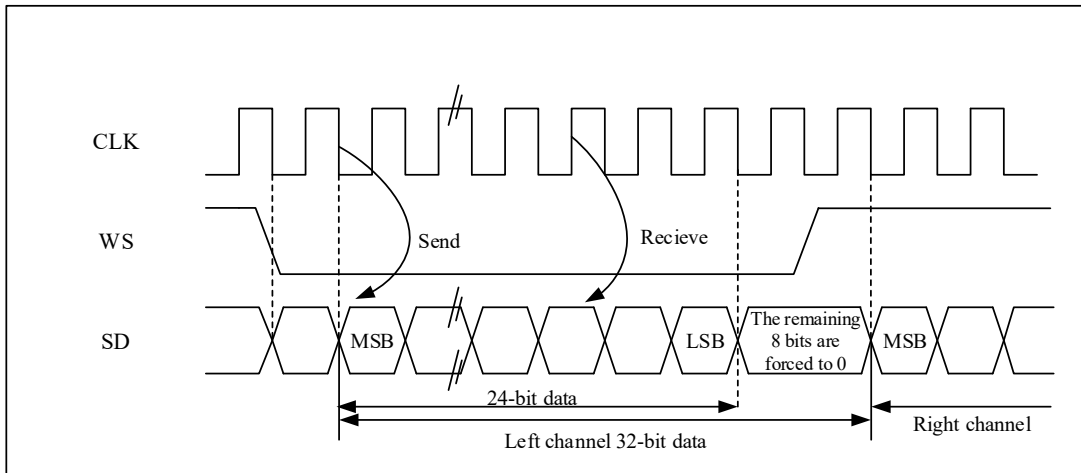 CLK
WS
Send
Recieve
SD
MSB
LSB
The remaining
8 bits are
forced to 0
MSB
24-bit data
Left channel 32-bit data
Right channel